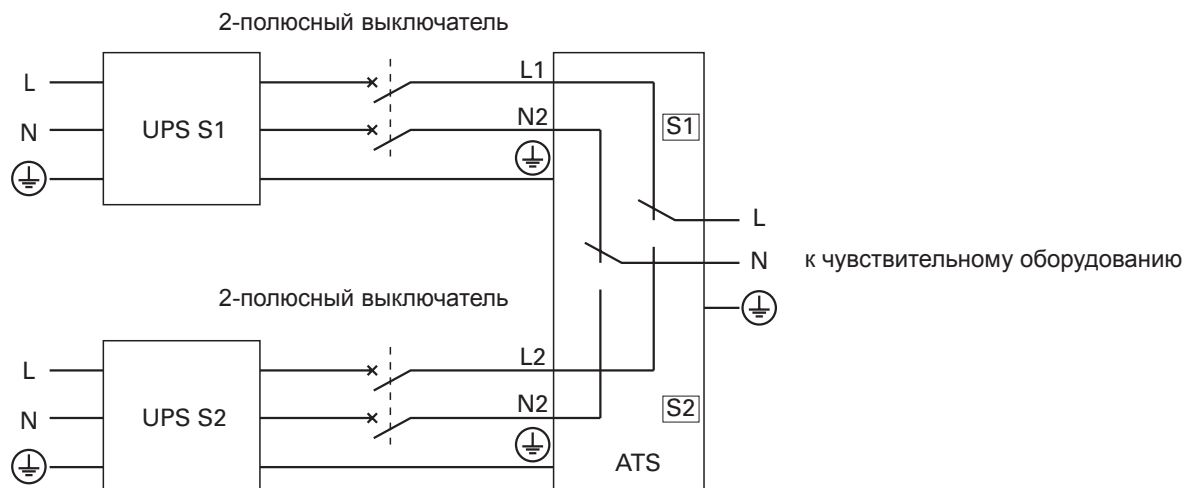 2-полюсный выключатель
L
L1
N
UPS S1
N2
S1
L
N
к чувствительному оборудованию
2-полюсный выключатель
L
L2
N
UPS S2
N2
S2
ATS